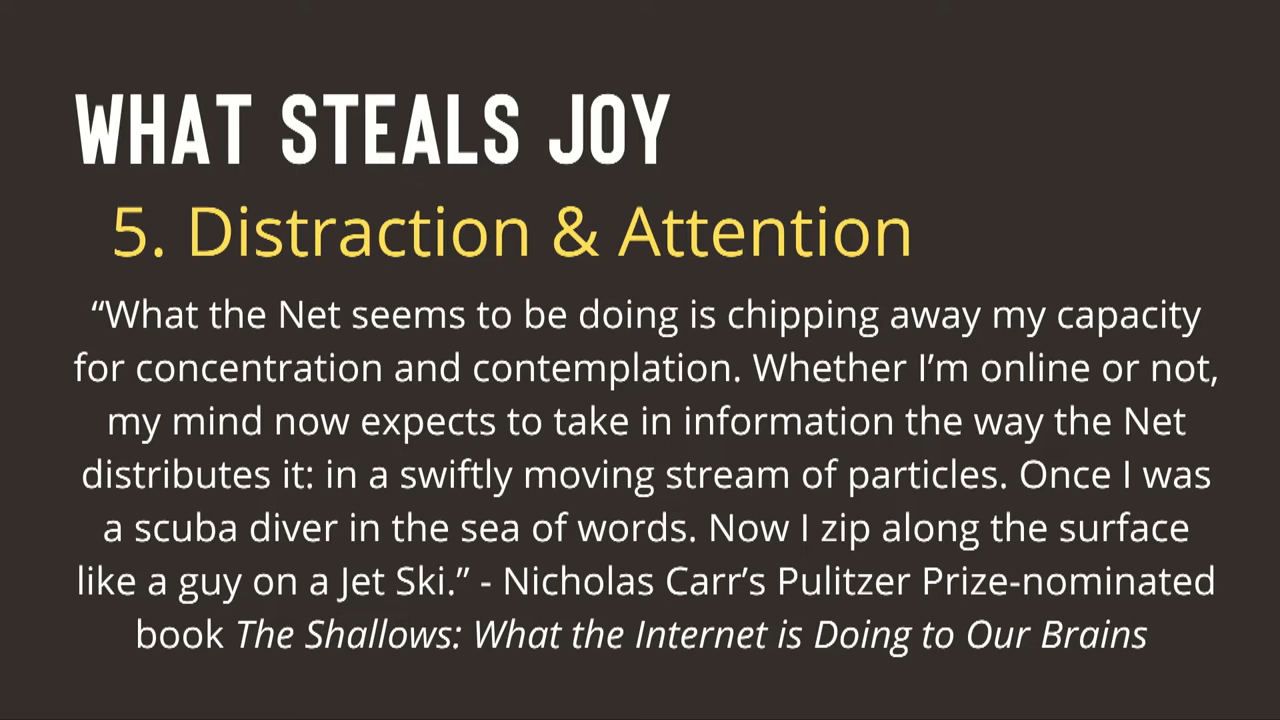 WHAT STEALS JOY
5. Distraction & Attention
“What the Net seems to be doing is chipping away my capacity
for concentration and contemplation. Whether I’m online or not,
my mind now expects to take in information the way the Net
distributes it: in a swiftly moving stream of particles. Once I was
a scuba diver in the sea of words. Now I zip along the surface
like a guy on a Jet Ski.” - Nicholas Carr’s Pulitzer Prize-nominated
book The Shallows: What the Internet is Doing to Our Brains